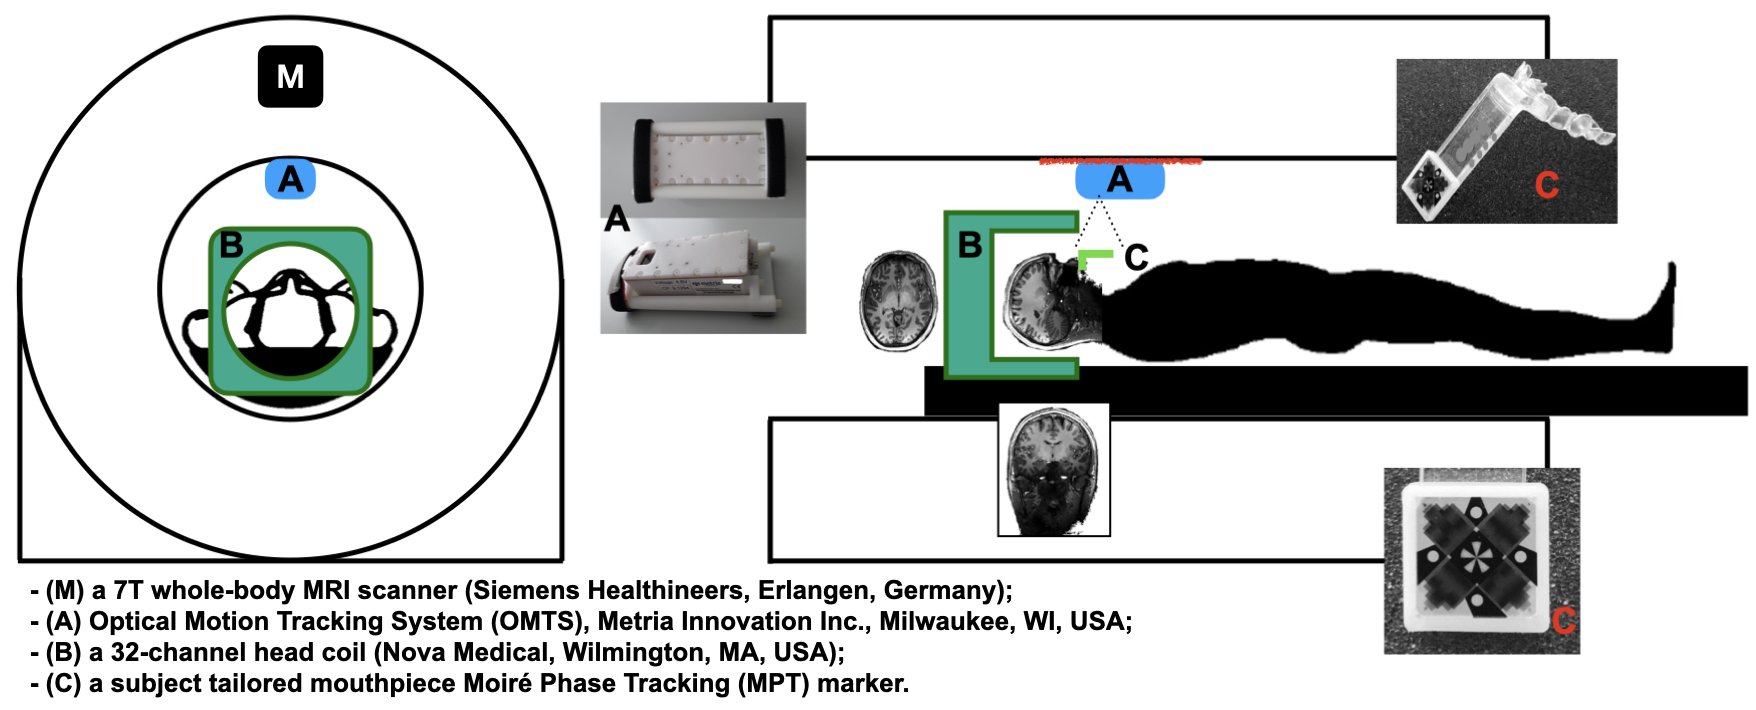 M
A
B
A
A
B
C
C
C
- (M) a 7T whole-body MRI scanner (Siemens Healthineers, Erlangen, Germany);
- (A) Optical Motion Tracking System (OMTS), Metria Innovation Inc., Milwaukee, WI, USA;
- (B) a 32-channel head coil (Nova Medical, Wilmington, MA, USA);
- (C) a subject tailored mouthpiece Moiré Phase Tracking (MPT) marker.